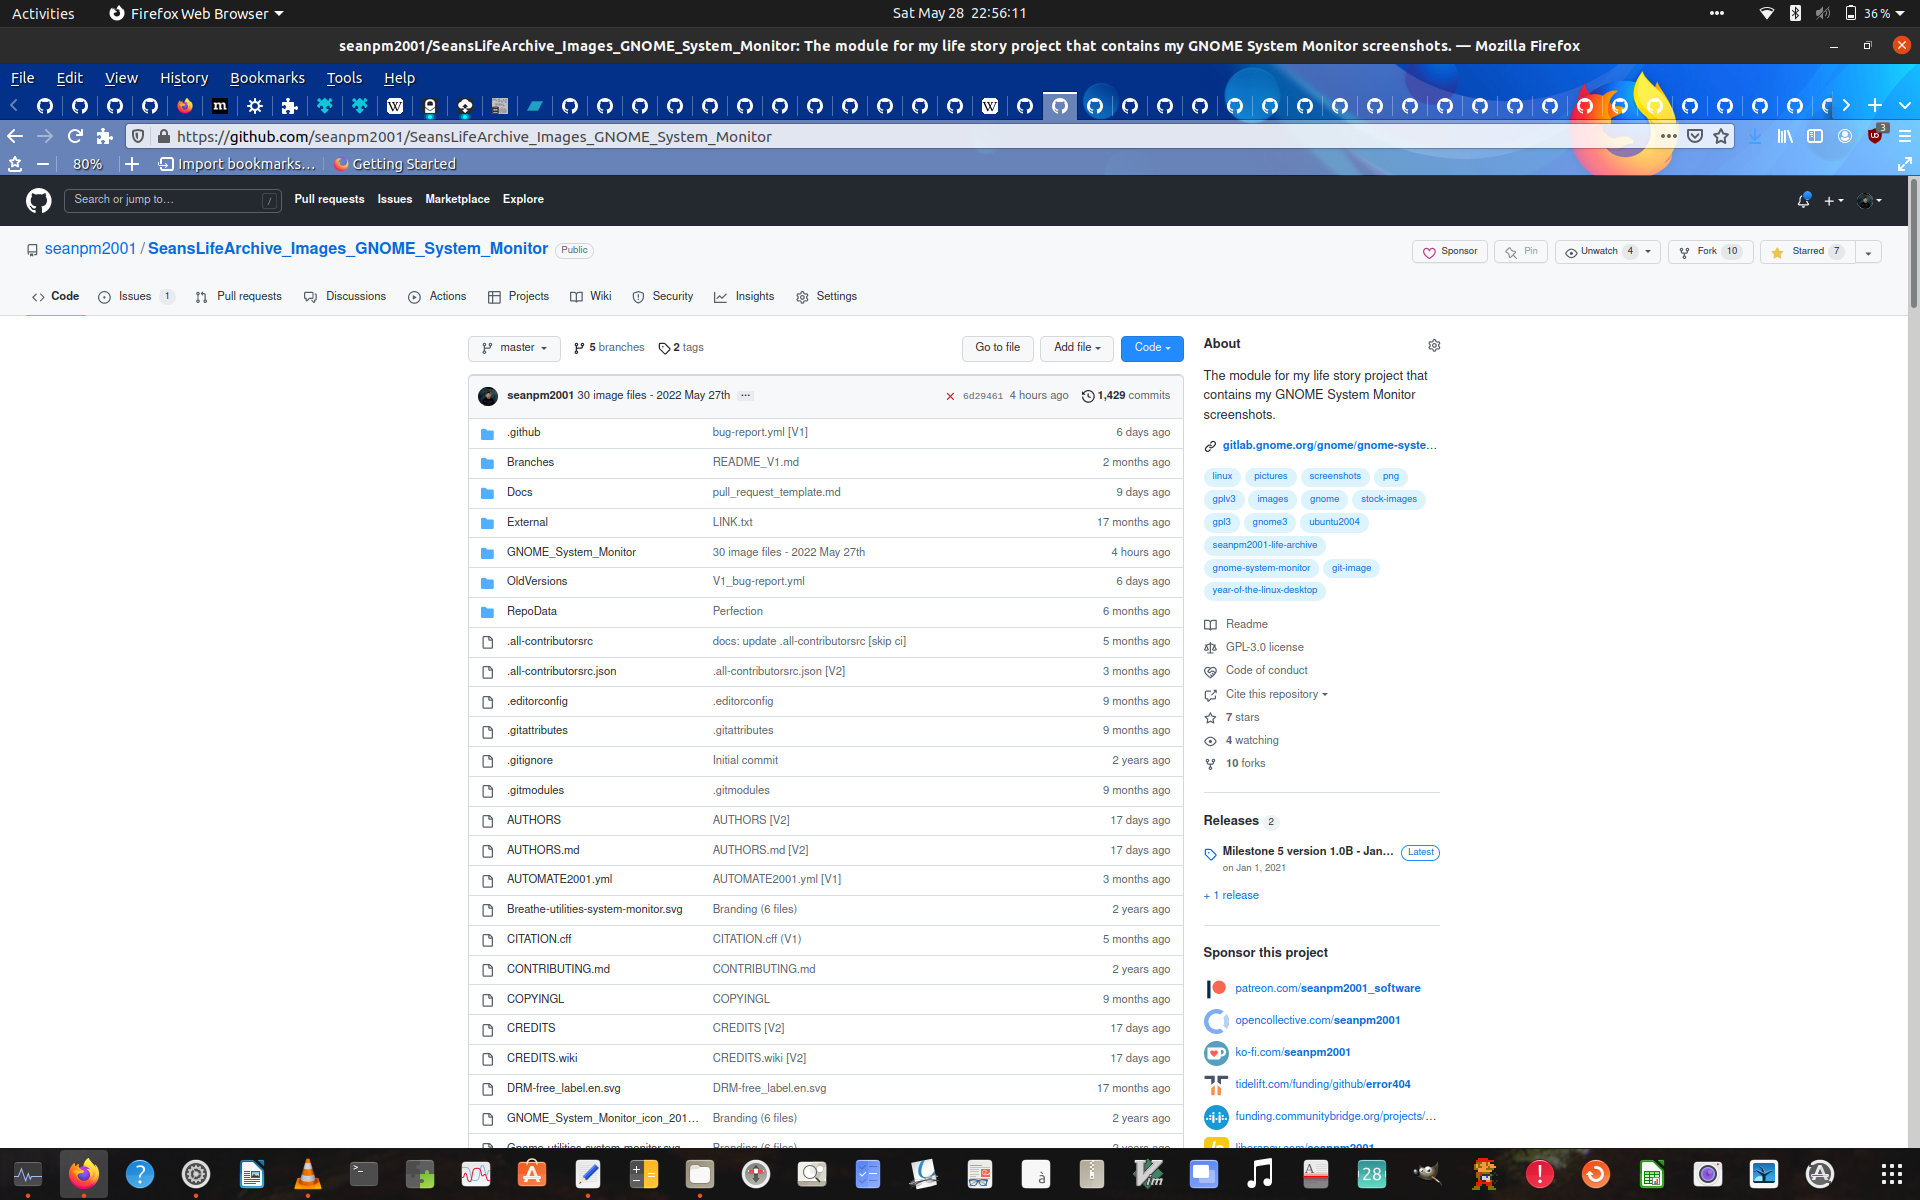 Activities Firefox Web Browser Sat May 28 22:56:11 36 %
seanpm2001/SeansLifeArchive_Images_GNOME_System_Monitor: The module for my life story project that contains my GNOME System Monitor screenshots. — Mozilla Firefox
File Edit View History Bookmarks Tools Help
https://github.com/seanpm2001/SeansLifeArchive_Images_GNOME_System_Monitor 3
80% Import bookmarks... Getting Started
Search or jump to... / Pull requests Issues Marketplace Explore
seanpm2001 / SeansLifeArchive_Images_GNOME_System_Monitor Public Sponsor Pin Unwatch 4 Fork 10 Starred 7
Code Issues 1 Pull requests Discussions Actions Projects Wiki Security Insights Settings
master 5 branches 2 tags Go to file Add file Code
seanpm2001 30 image files - 2022 May 27th ... 6d29461 4 hours ago 1,429 commits
.github bug-report.yml [V1] 6 days ago
Branches README_V1.md 2 months ago
Docs pull_request_template.md 9 days ago
External LINK.txt 17 months ago
GNOME_System_Monitor 30 image files - 2022 May 27th 4 hours ago
OldVersions V1_bug-report.yml 6 days ago
RepoData Perfection 6 months ago
.all-contributorsrc docs: update .all-contributorsrc [skip ci] 5 months ago
.all-contributorsrc.json .all-contributorsrc.json [V2] 3 months ago
.editorconfig .editorconfig 9 months ago
.gitattributes .gitattributes 9 months ago
.gitignore Initial commit 2 years ago
.gitmodules .gitmodules 9 months ago
AUTHORS AUTHORS [V2] 17 days ago
AUTHORS.md AUTHORS.md [V2] 17 days ago
AUTOMATE2001.yml AUTOMATE2001.yml [V1] 3 months ago
Breathe-utilities-system-monitor.svg Branding (6 files) 2 years ago
CITATION.cff CITATION.cff (V1) 5 months ago
CONTRIBUTING.md CONTRIBUTING.md 2 years ago
COPYINGL COPYINGL 9 months ago
CREDITS CREDITS [V2] 17 days ago
CREDITS.wiki CREDITS.wiki [V2] 17 days ago
DRM-free_label.en.svg DRM-free_label.en.svg 17 months ago
GNOME_System_Monitor_icon_201... Branding (6 files) 2 years ago
Gnome-utilities-system-monitor.svg Branding (6 files) 2 years ago
About
The module for my life story project that
contains my GNOME System Monitor
screenshots.
gitlab.gnome.org/gnome/gnome-syste...
linux pictures screenshots png
gplv3 images gnome stock-images
gpl3 gnome3 ubuntu2004
seanpm2001-life-archive
gnome-system-monitor git-image
year-of-the-linux-desktop
Readme
GPL-3.0 license
Code of conduct
Cite this repository
7 stars
4 watching
10 forks
Releases 2
Milestone 5 version 1.0B - Jan... Latest
on Jan 1, 2021
+ 1 release
Sponsor this project
patreon.com/seanpm2001_software
opencollective.com/seanpm2001
ko-fi.com/seanpm2001
tidelift.com/funding/github/error404
funding.communitybridge.org/projects/...
liberapay.com/seanpm2001
28